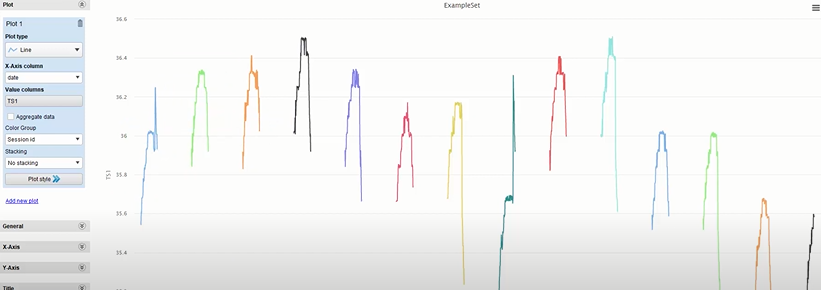 Plot
ExampleSet
Plot 1
Plot type
Line
X-Axis column
date
Value columns
TS1
Aggregate data
Color Group
Session id
Stacking
No stacking
Plot style
Add new plot
General
X-Axis
Y-Axis
Title
36.6
36.4
36.2
36
35.8
35.6
35.4
TS1